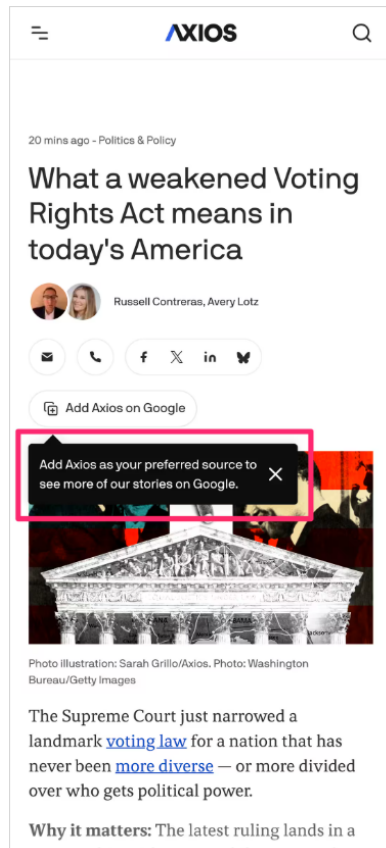 AXIOS
20 mins ago - Politics & Policy
What a weakened Voting
Rights Act means in
today's America
Russell Contreras, Avery Lotz
Add Axios on Google
Add Axios as your preferred source to
see more of our stories on Google.
Photo illustration: Sarah Grillo/Axios. Photo: Washington
Bureau/Getty Images
The Supreme Court just narrowed a
landmark voting law for a nation that has
never been more diverse — or more divided
over who gets political power.
Why it matters: The latest ruling lands in a